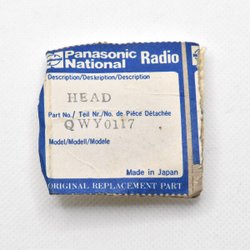 Panasonic
National Radio
Description/Deskription/Description
HEAD
Part No./Teil Nr./No. de Pièce Détachée
QWY0117
Model/Modell/Modele
Made in Japan
ORIGINAL REPLACEMENT PART